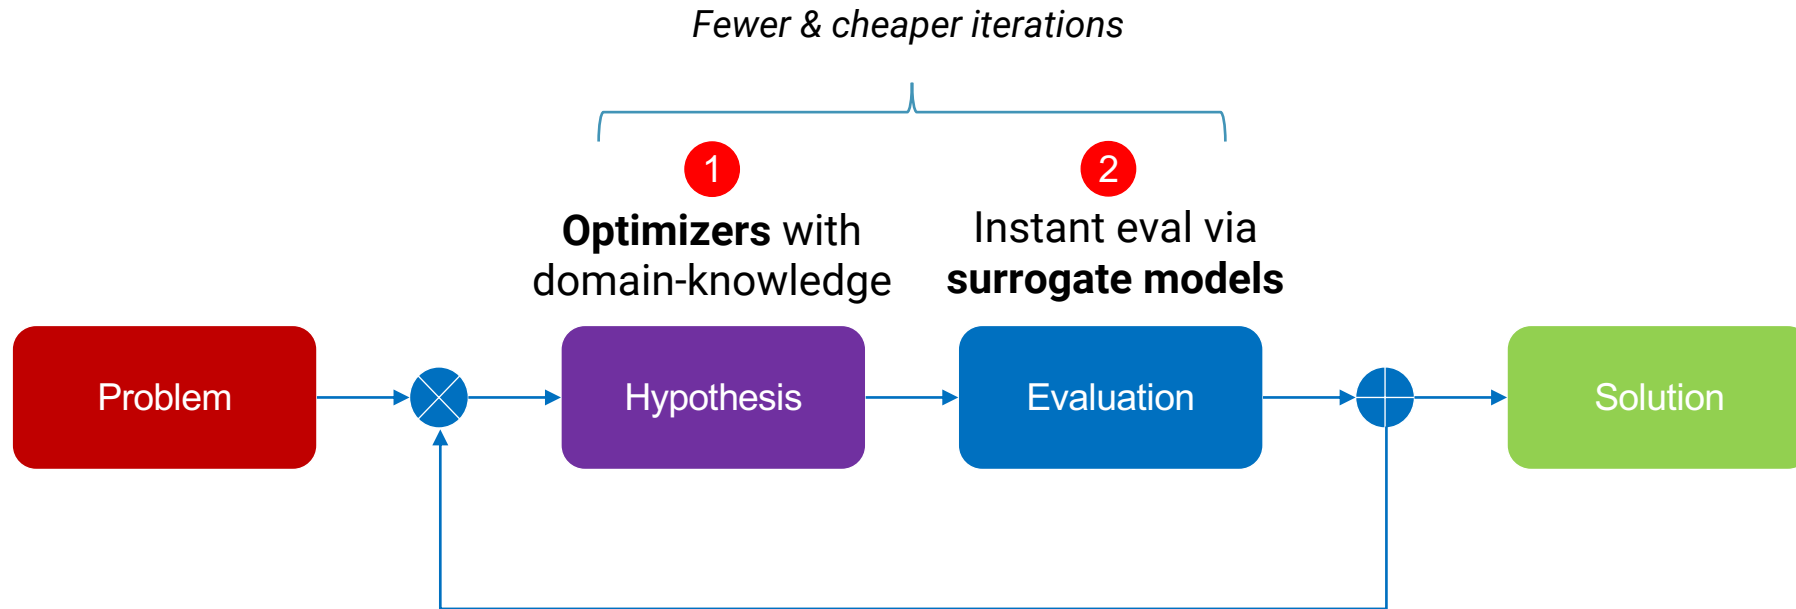 Fewer & cheaper iterations
1
2
Optimizers with
domain-knowledge
Instant eval via
surrogate models
Problem
Hypothesis
Evaluation
Solution